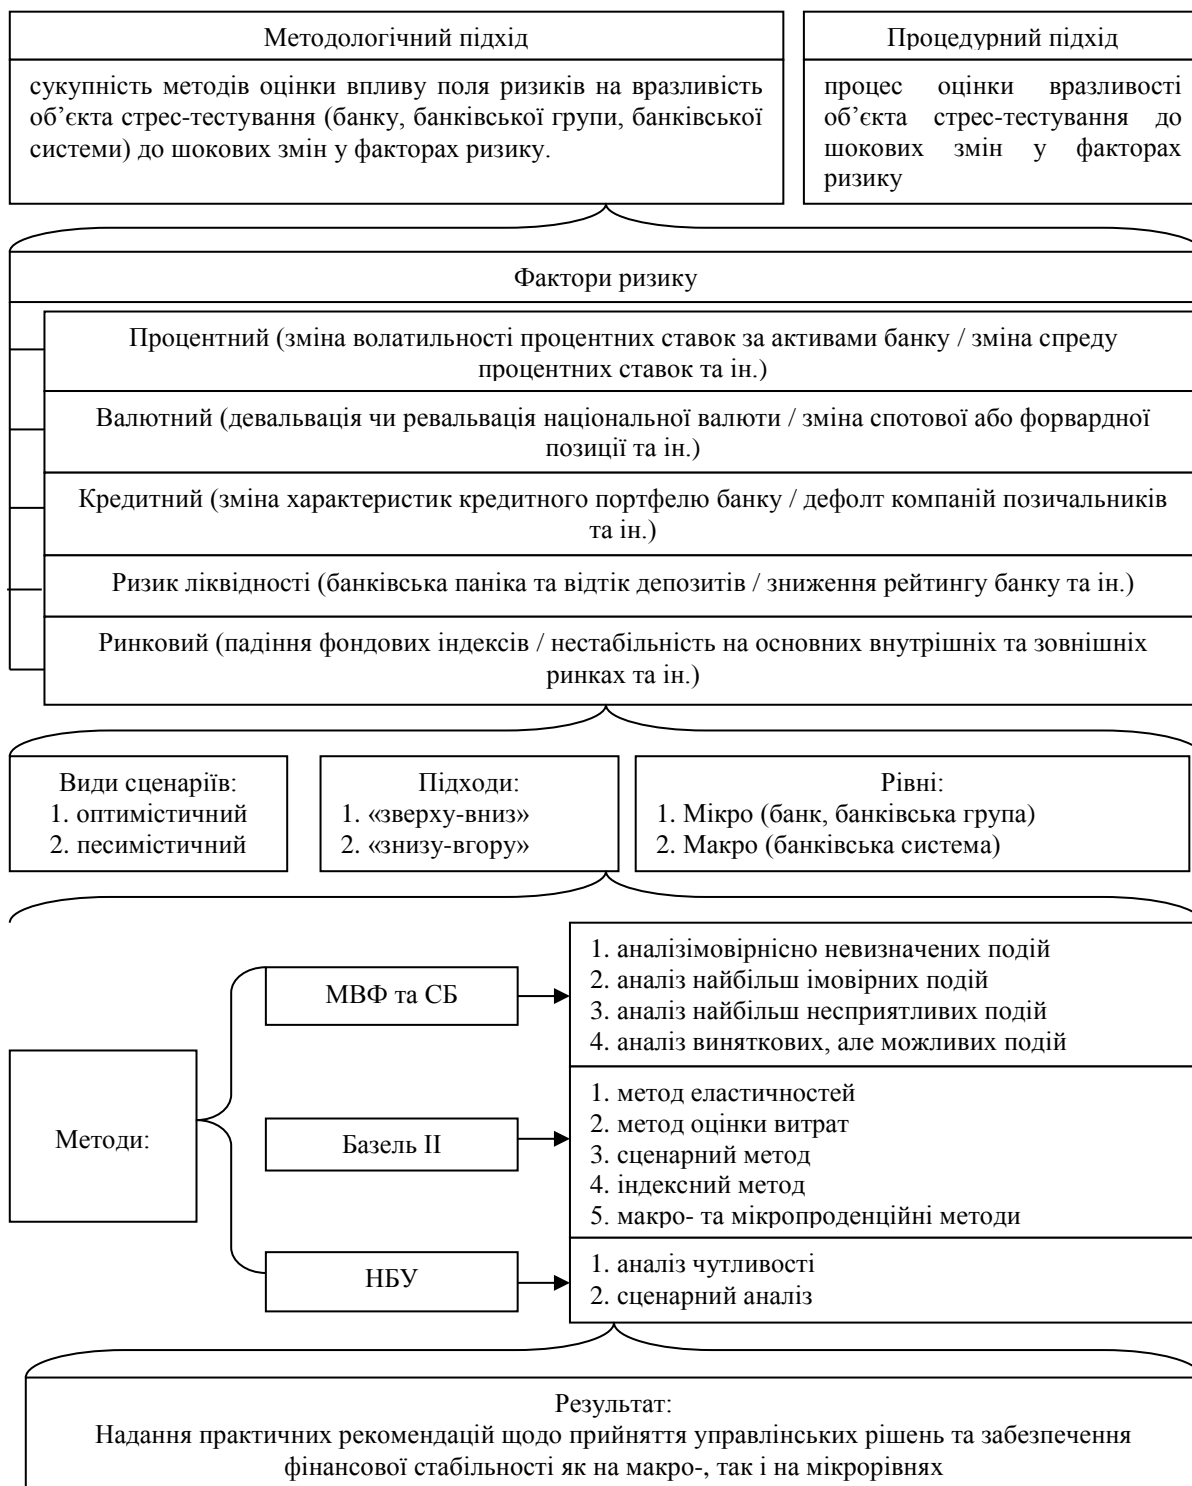 Методологічний підхід
сукупність методів оцінки впливу поля ризиків на вразливість
об’єкта стрес-тестування (банку, банківської групи, банківської
системи) до шокових змін у факторах ризику.
Процедурний підхід
процес оцінки вразливості
об’єкта стрес-тестування до
шокових змін у факторах
ризику
Фактори ризику
Процентний (зміна волатильності процентних ставок за активами банку / зміна спреду
процентних ставок та ін.)
Валютний (девальвація чи ревальвація національної валюти / зміна спотової або форвардної
позиції та ін.)
Кредитний (зміна характеристик кредитного портфелю банку / дефолт компаній позичальників
та ін.)
Ризик ліквідності (банківська паніка та відтік депозитів / зниження рейтингу банку та ін.)
Ринковий (падіння фондових індексів / нестабільність на основних внутрішніх та зовнішніх
ринках та ін.)
Види сценаріїв:
1. оптимістичний
2. песимістичний
Підходи:
1. «зверху-вниз»
2. «знизу-вгору»
Рівні:
1. Мікро (банк, банківська група)
2. Макро (банківська система)
Методи:
МВФ та СБ
1. аналізімовірнісно невизначених подій
2. аналіз найбільш імовірних подій
3. аналіз найбільш несприятливих подій
4. аналіз виняткових, але можливих подій
Базель ІІ
1. метод еластичностей
2. метод оцінки витрат
3. сценарний метод
4. індексний метод
5. макро- та мікропроденційні методи
НБУ
1. аналіз чутливості
2. сценарний аналіз
Результат:
Надання практичних рекомендацій щодо прийняття управлінських рішень та забезпечення
фінансової стабільності як на макро-, так і на мікрорівнях